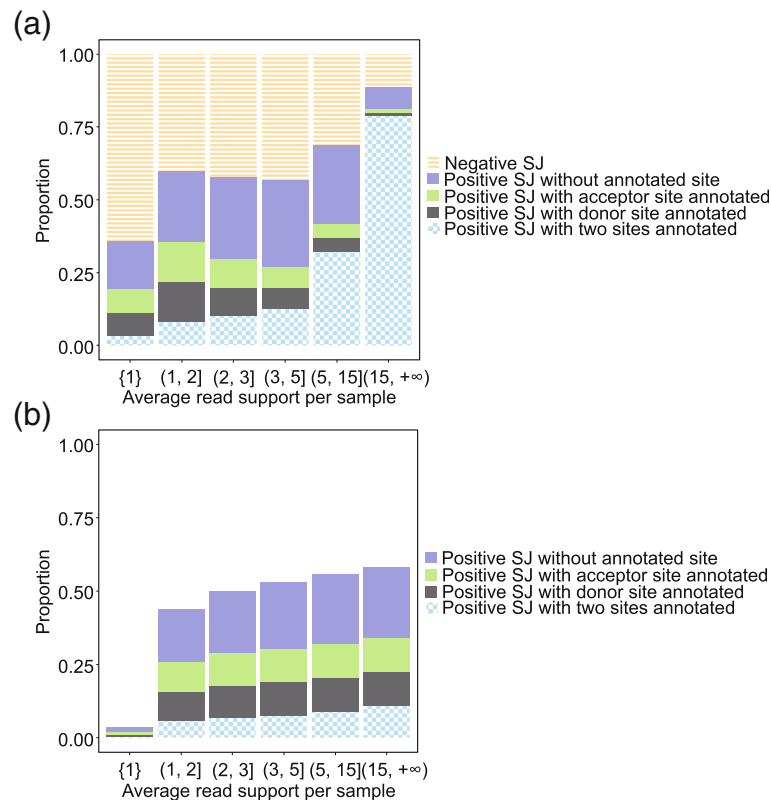 (a)
1.00
0.75
0.50
0.25
0.00
Proportion
{1} (1, 2] (2, 3] (3, 5] (5, 15] (15, +∞)
Average read support per sample
Negative SJ
Positive SJ without annotated site
Positive SJ with acceptor site annotated
Positive SJ with donor site annotated
Positive SJ with two sites annotated
(b)
1.00
0.75
0.50
0.25
0.00
Proportion
{1} (1, 2] (2, 3] (3, 5] (5, 15] (15, +∞)
Average read support per sample
Positive SJ without annotated site
Positive SJ with acceptor site annotated
Positive SJ with donor site annotated
Positive SJ with two sites annotated